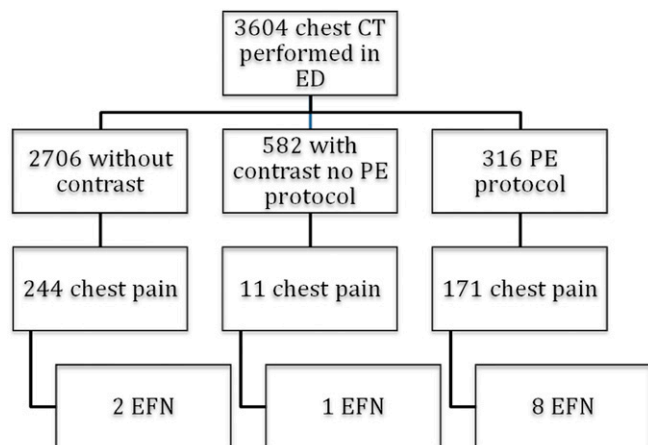 3604 chest CT
performed in
ED
2706 without
contrast
582 with
contrast no PE
protocol
316 PE
protocol
244 chest pain
11 chest pain
171 chest pain
2 EFN
1 EFN
8 EFN